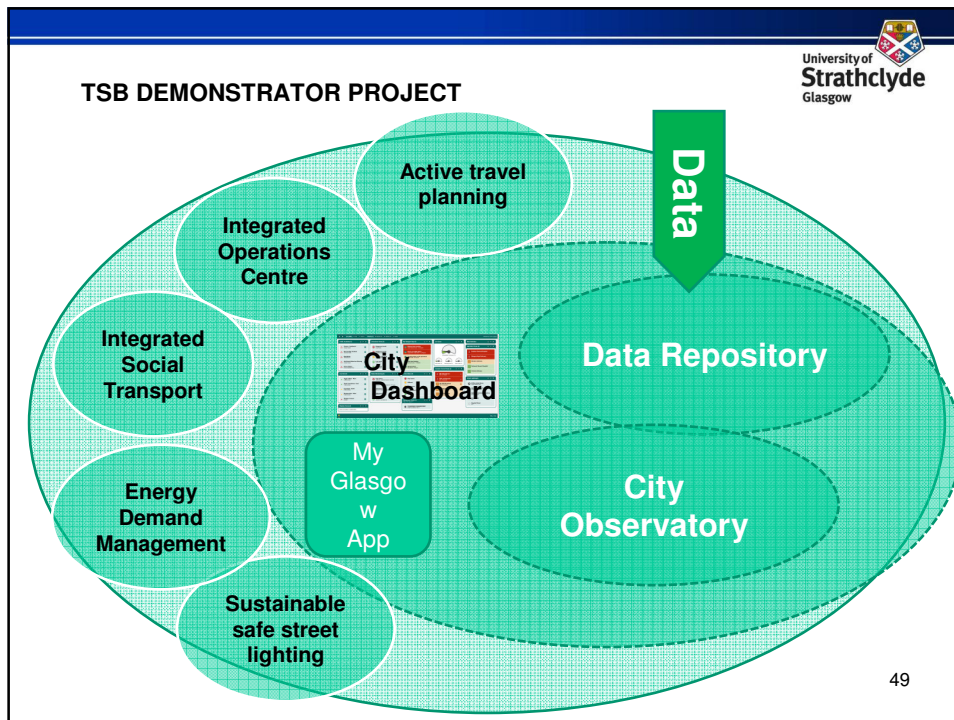 University of
Strathclyde
Glasgow
TSB DEMONSTRATOR PROJECT
Active travel
planning
Data
Integrated
Operations
Centre
Integrated
Social
Transport
City
Dashboard
Data Repository
My
Glasgo
w
App
City
Observatory
Energy
Demand
Management
Sustainable
safe street
lighting
49